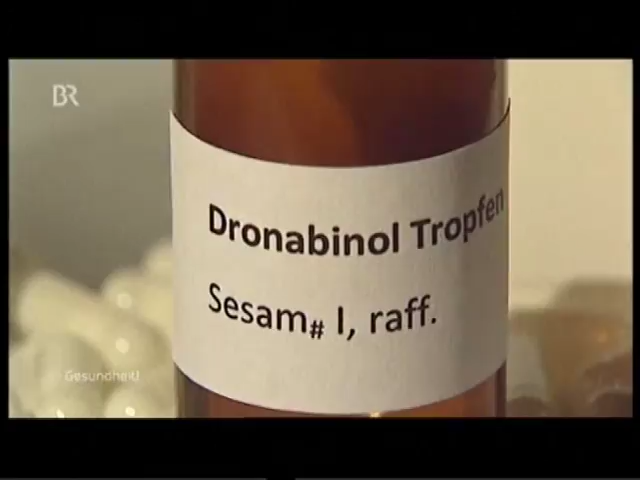 BR
Dronabinol Tropfen
Sesam# I, raff.
Gesundheit!